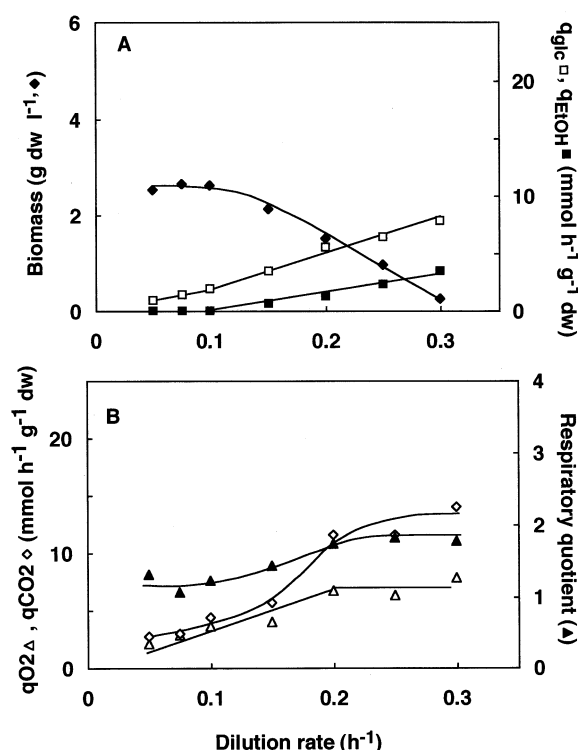 A
6
4
2
0
Biomass (g dw l⁻¹,◆)
20
10
0
q_glc □, q_EtOH ■ (mmol h⁻¹ g⁻¹ dw)
0 0.1 0.2 0.3
B
20
10
0
qO2△, qCO2◇ (mmol h⁻¹ g⁻¹ dw)
4
3
2
1
0
Respiratory quotient (▲)
0 0.1 0.2 0.3
Dilution rate (h⁻¹)